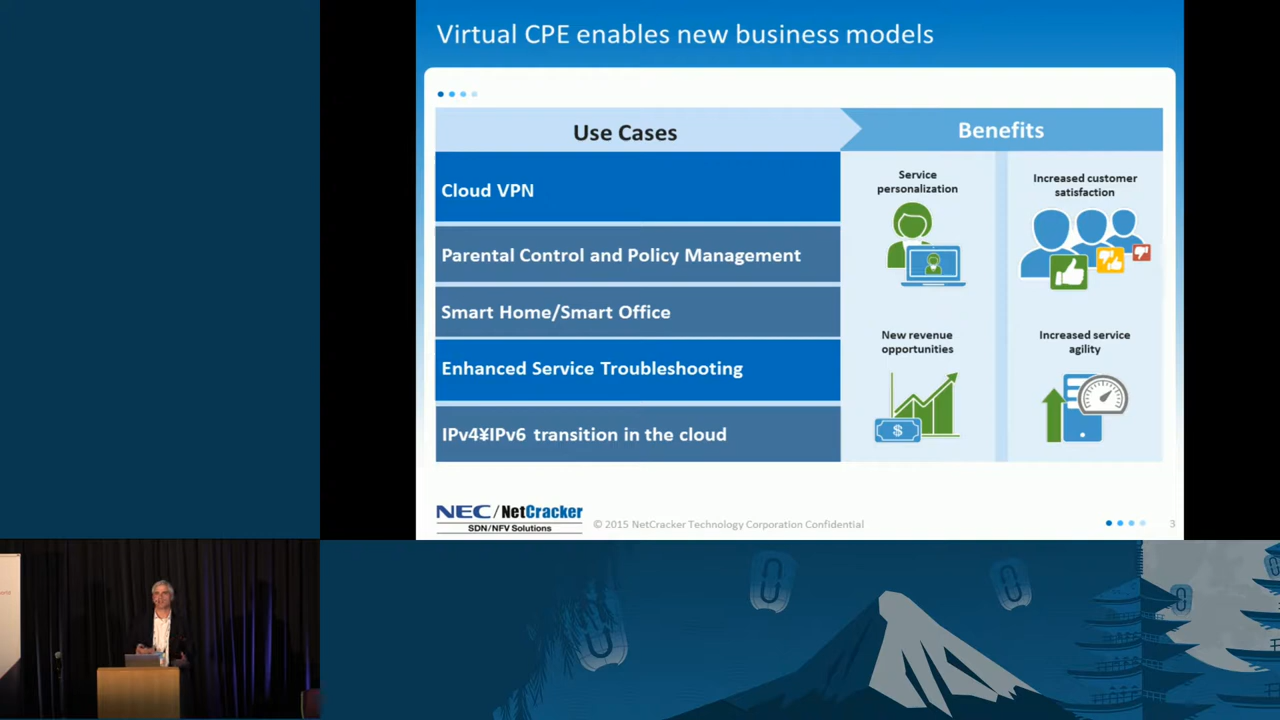 Virtual CPE enables new business models
Use Cases
Benefits
Cloud VPN
Parental Control and Policy Management
Smart Home/Smart Office
Enhanced Service Troubleshooting
IPv4¥IPv6 transition in the cloud
Service
personalization
Increased customer
satisfaction
New revenue
opportunities
$
Increased service
agility
NEC/NetCracker
SDN/NFV Solutions
© 2015 NetCracker Technology Corporation Confidential
3